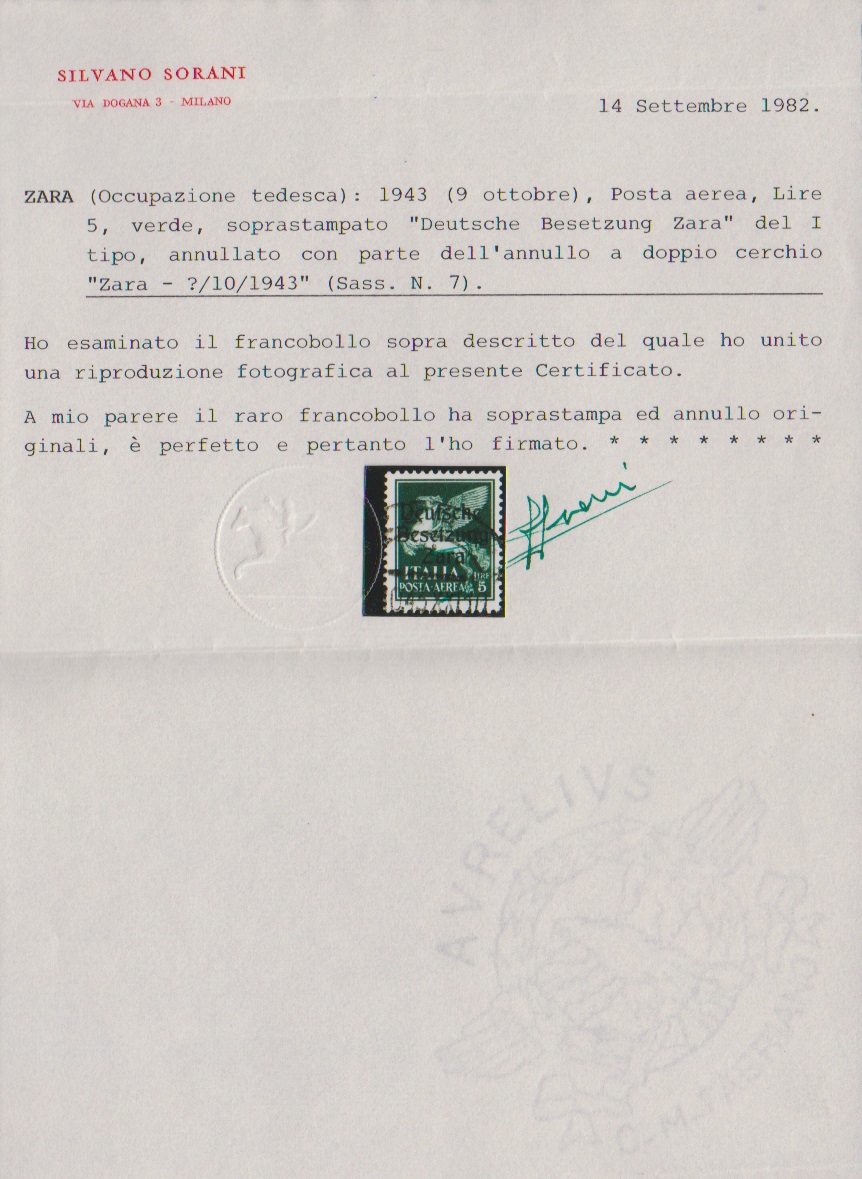 SILVANO SORANI
VIA DOGANA 3 - MILANO
14 Settembre 1982.
ZARA (Occupazione tedesca): 1943 (9 ottobre), Posta aerea, Lire
5, verde, soprastampato "Deutsche Besetzung Zara" del I
tipo, annullato con parte dell'annullo a doppio cerchio
"Zara - ?/10/1943" (Sass. N. 7).
Ho esaminato il francobollo sopra descritto del quale ho unito
una riproduzione fotografica al presente Certificato.
A mio parere il raro francobollo ha soprastampa ed annullo ori-
ginali, è perfetto e pertanto l'ho firmato. * * * * * * * *
Deutsche
Besetzung
Zara
ITALIA LIRE
POSTA·AEREA 5
AVRELIVS
C.M.FABRIANO